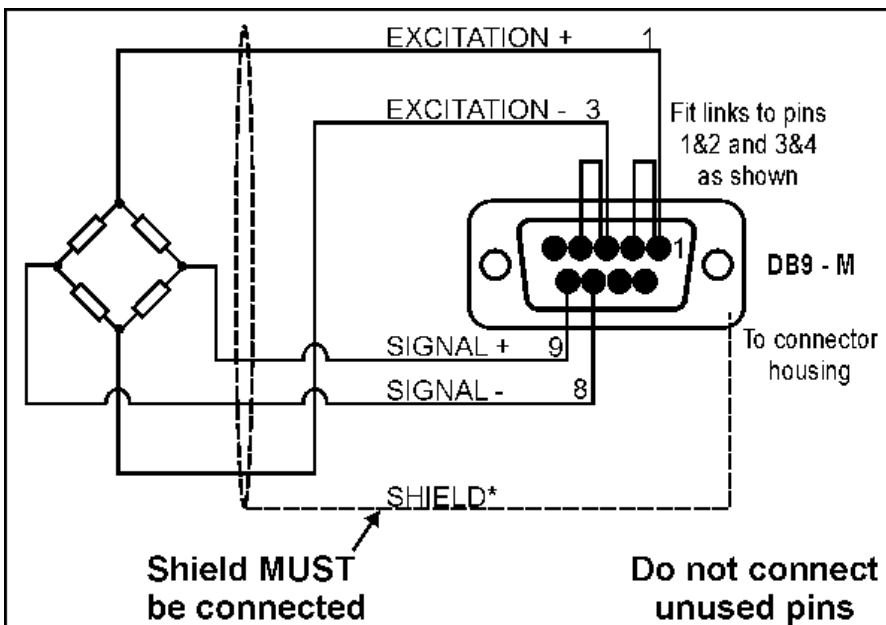 EXCITATION + 1
EXCITATION - 3
Fit links to pins
1&2 and 3&4
as shown
1
DB9 - M
To connector
housing
SIGNAL + 9
SIGNAL - 8
SHIELD*
Shield MUST
be connected
Do not connect
unused pins